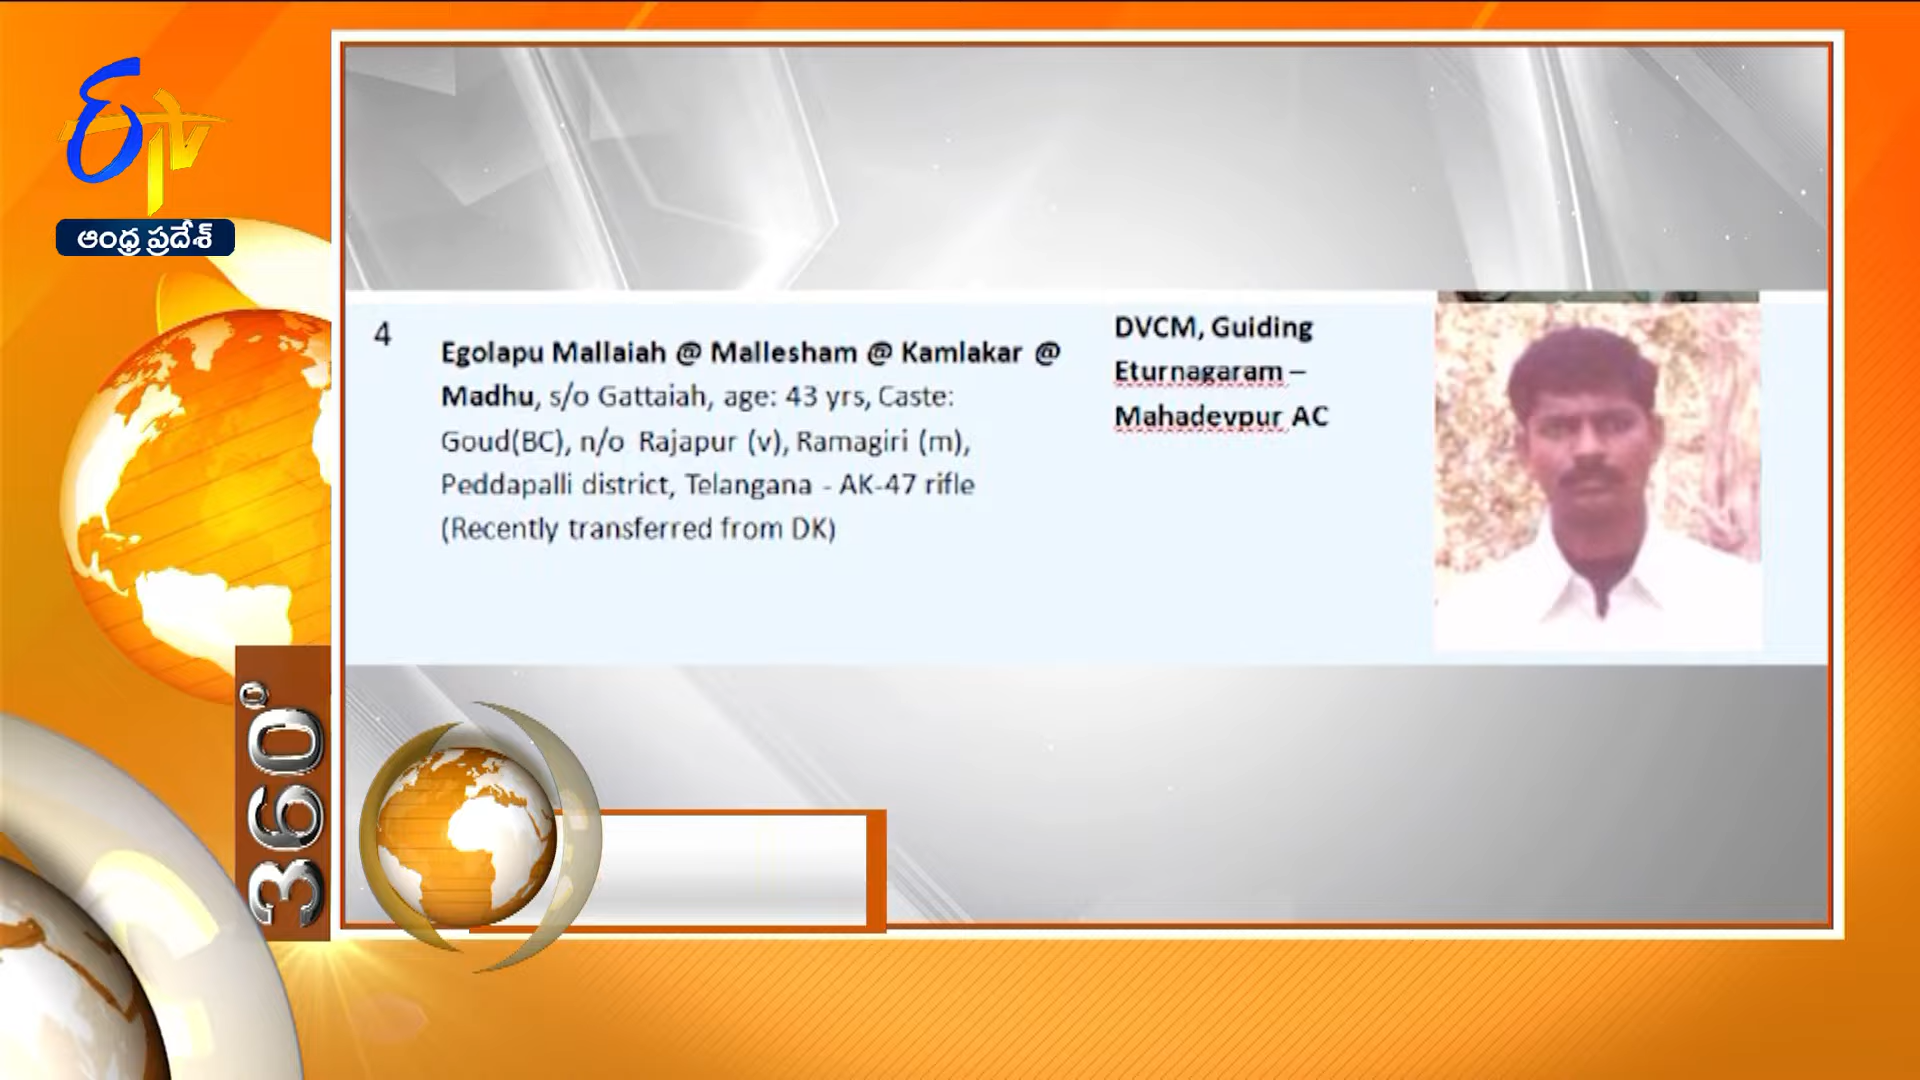 ETV
ఆంధ్ర ప్రదేశ్
4
Egolapu Mallaiah @ Mallesham @ Kamlakar @
Madhu, s/o Gattaiah, age: 43 yrs, Caste:
Goud(BC), n/o Rajapur (v), Ramagiri (m),
Peddapalli district, Telangana - AK-47 rifle
(Recently transferred from DK)
DVCM, Guiding
Eturnagaram –
Mahadevpur AC
360°